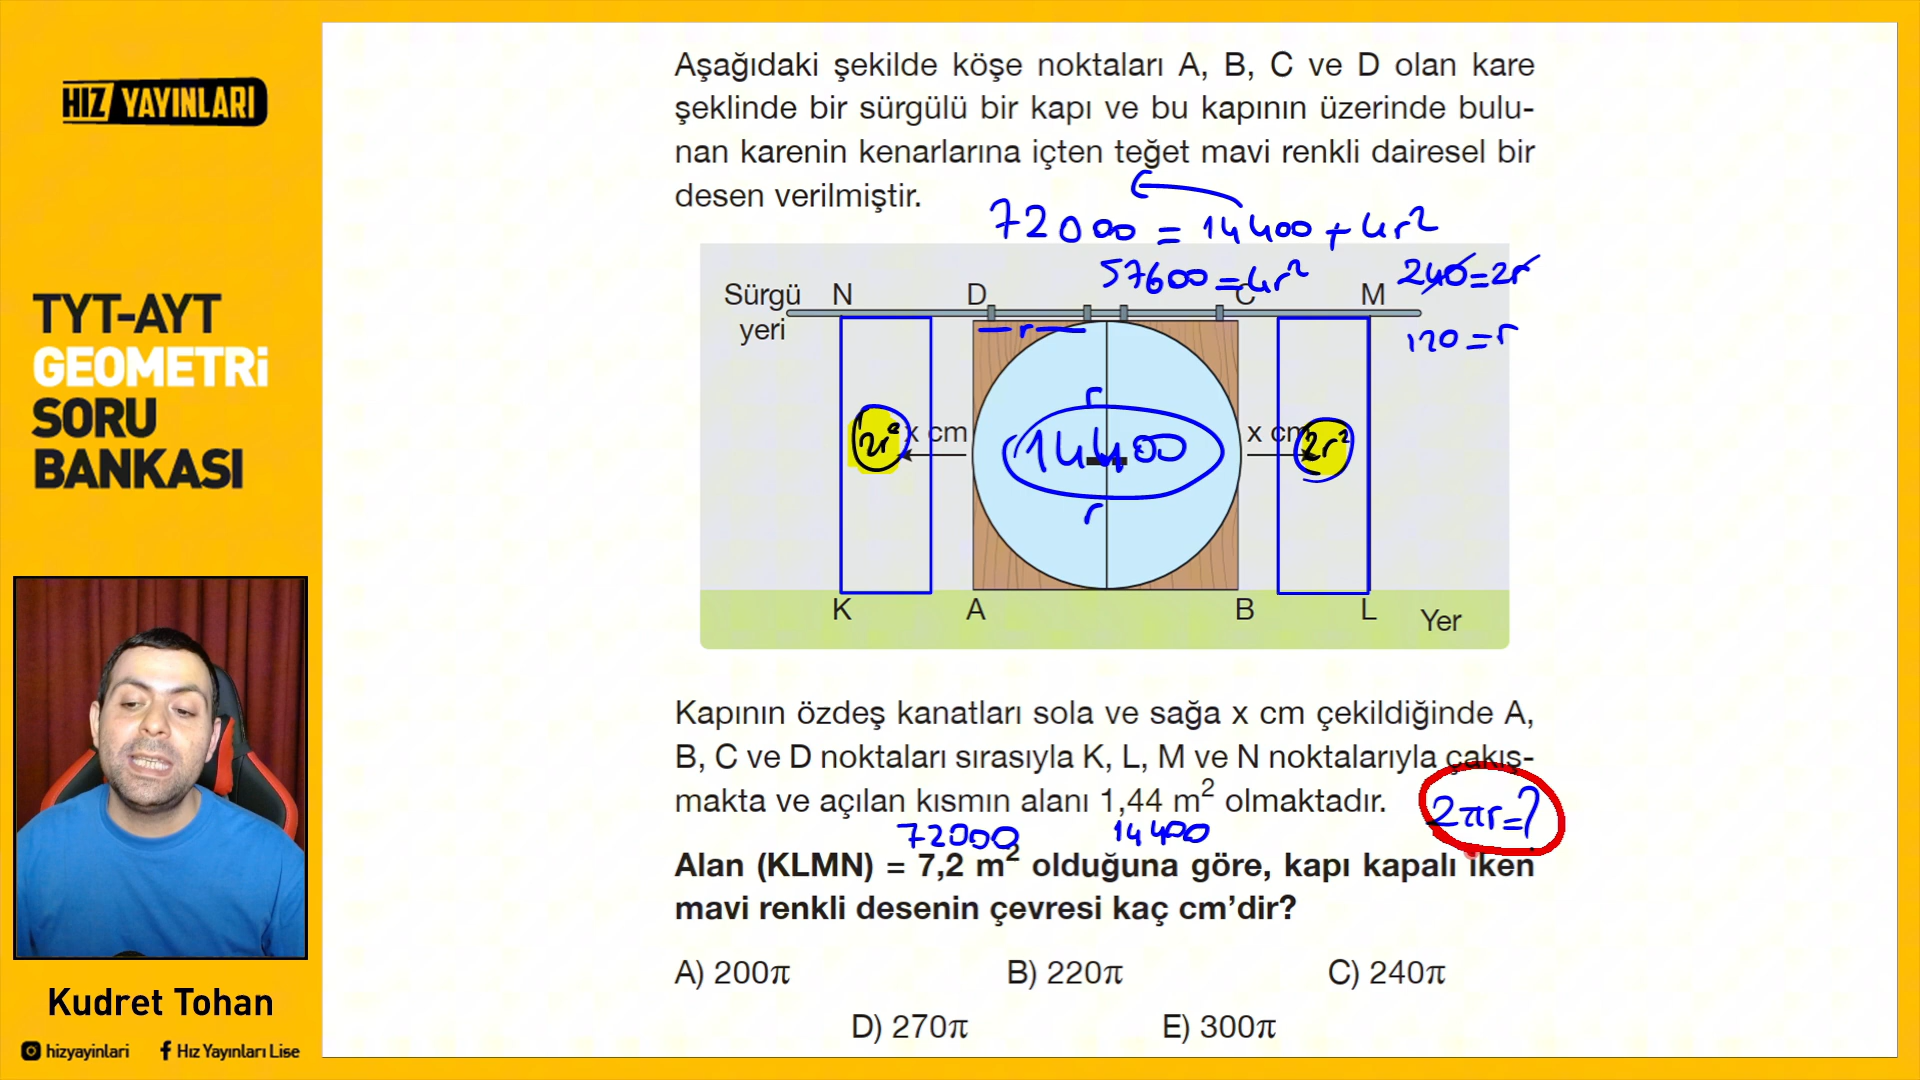 HIZ YAYINLARI
TYT-AYT
GEOMETRİ
SORU
BANKASI
Kudret Tohan
hizyayinlari
Hız Yayınları Lise
Aşağıdaki şekilde köşe noktaları A, B, C ve D olan kare
şeklinde bir sürgülü bir kapı ve bu kapının üzerinde bulu-
nan karenin kenarlarına içten teğet mavi renkli dairesel bir
desen verilmiştir.
72000 = 14400 + 4r²
57600 = 4r²
240 = 2r
120 = r
Sürgü yeri
N D C M
r
r
2r² x cm 14400 x cm 2r²
r
K A B L Yer
Kapının özdeş kanatları sola ve sağa x cm çekildiğinde A,
B, C ve D noktaları sırasıyla K, L, M ve N noktalarıyla çakış-
makta ve açılan kısmın alanı 1,44 m² olmaktadır.
2πr=?
72000 14400
Alan (KLMN) = 7,2 m² olduğuna göre, kapı kapalı iken
mavi renkli desenin çevresi kaç cm'dir?
A) 200π B) 220π C) 240π
D) 270π E) 300π